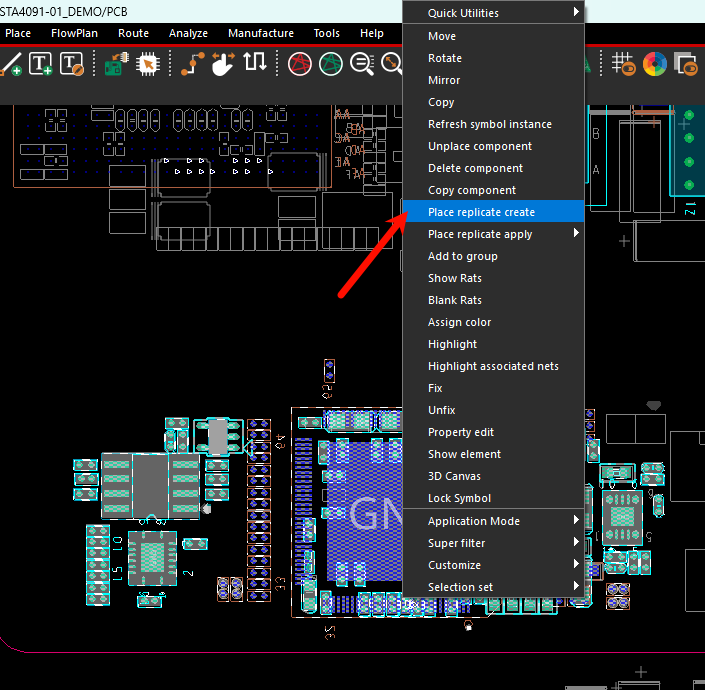 STA4091-01_DEMO/PCB
Place FlowPlan Route Analyze Manufacture Tools Help
Quick Utilities
Move
Rotate
Mirror
Copy
Refresh symbol instance
Unplace component
Delete component
Copy component
Place replicate create
Place replicate apply
Add to group
Show Rats
Blank Rats
Assign color
Highlight
Highlight associated nets
Fix
Unfix
Property edit
Show element
3D Canvas
Lock Symbol
Application Mode
Super filter
Customize
Selection set
B
A
GN